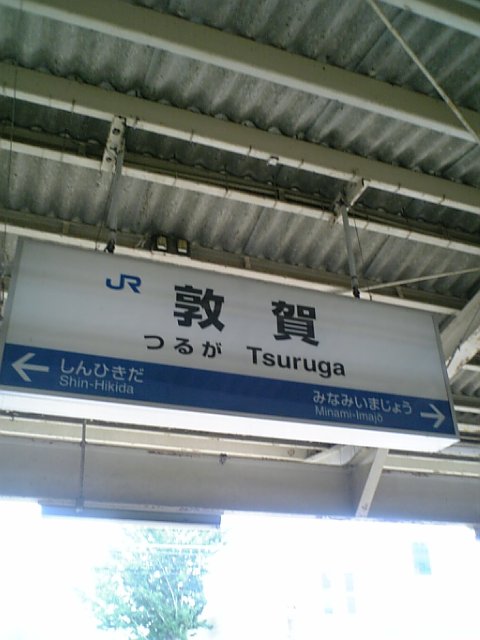 JR 敦賀
つるが Tsuruga
← しんひきだ
Shin-Hikida
みなみいまじょう →
Minami-Imajō